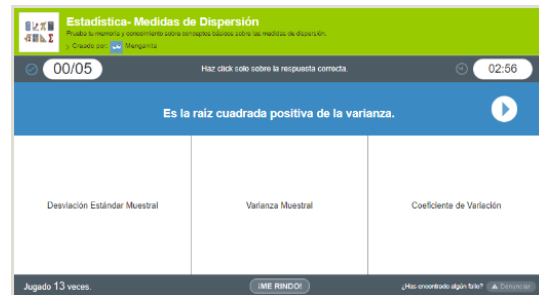 Estadística- Medidas de Dispersión
Prueba tu memoria y conocimiento sobre conceptos básicos sobre las medidas de dispersión.
Creado por: Menganita
00/05
Haz click solo sobre la respuesta correcta.
02:56
Es la raiz cuadrada positiva de la varianza.
Desviación Estándar Muestral
Varianza Muestral
Coeficiente de Variación
Jugado 13 veces.
¡ME RINDO!
¿Has encontrado algún fallo?
Denunciar